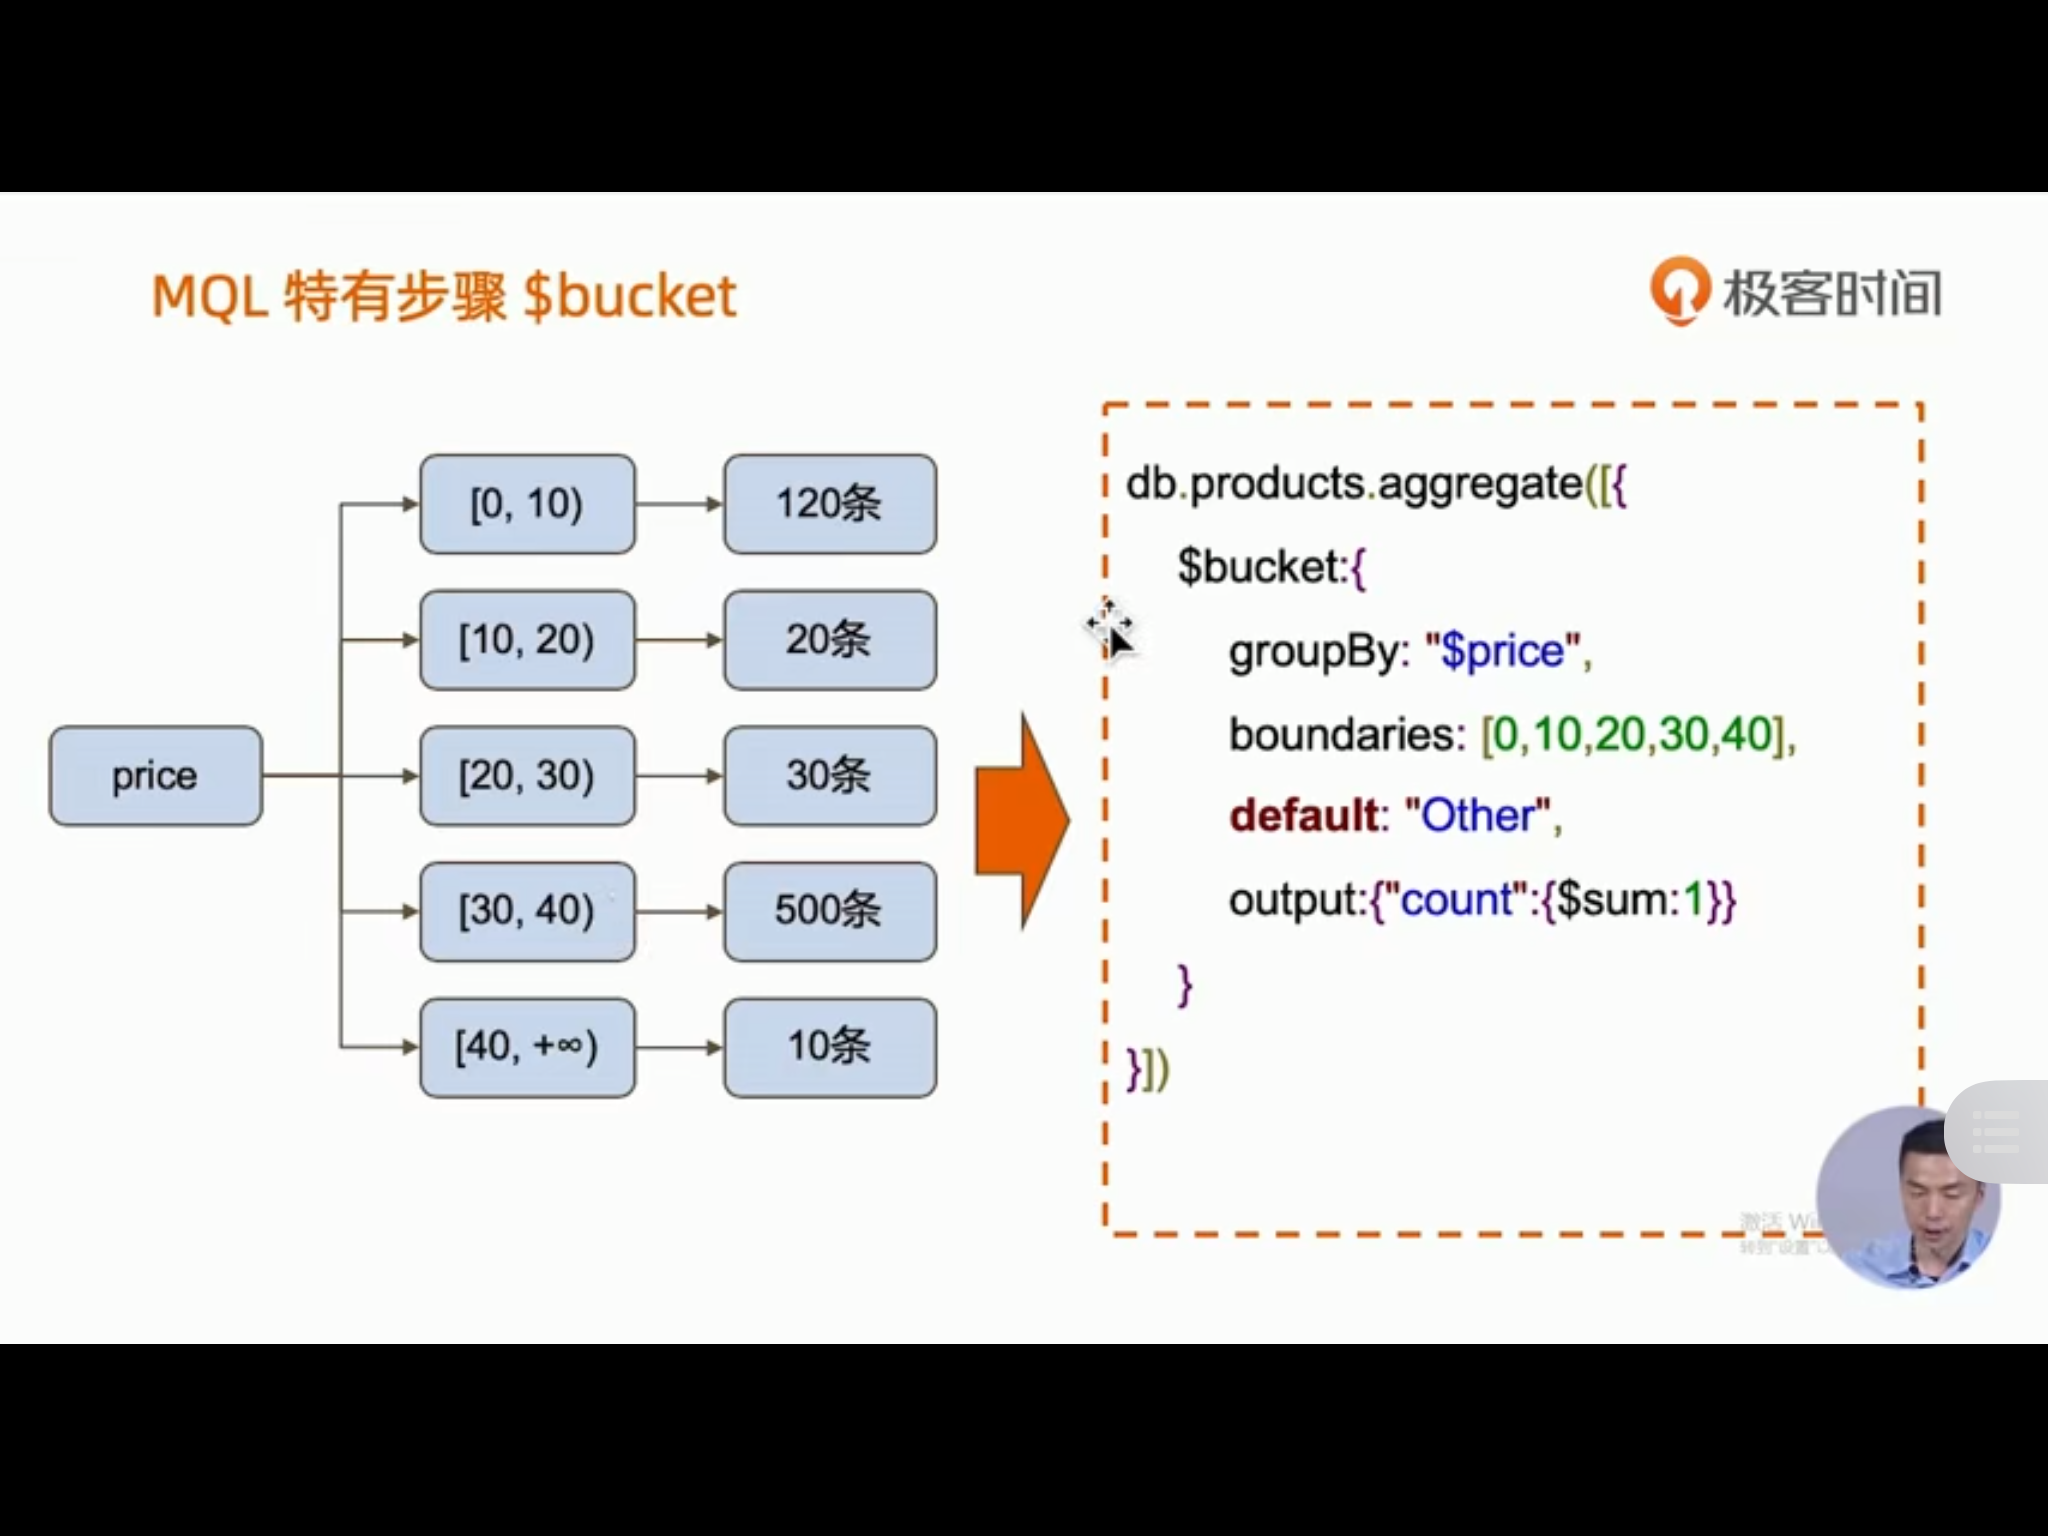 MQL 特有步骤 $bucket
极客时间
price
[0, 10)
120条
[10, 20)
20条
[20, 30)
30条
[30, 40)
500条
[40, +∞)
10条
db.products.aggregate([{
$bucket:{
groupBy: "$price",
boundaries: [0,10,20,30,40],
default: "Other",
output:{"count":{$sum:1}}
}
}])
激活
转到"设置"